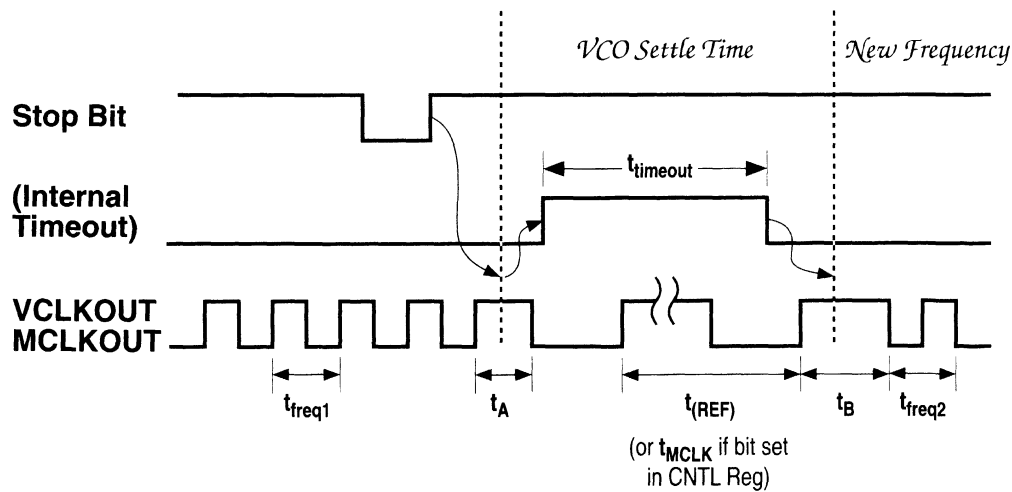 VCO Settle Time
New Frequency
Stop Bit
(Internal
Timeout)
t_timeout
VCLKOUT
MCLKOUT
t_freq1
t_A
t_(REF)
(or t_MCLK if bit set
in CNTL Reg)
t_B
t_freq2